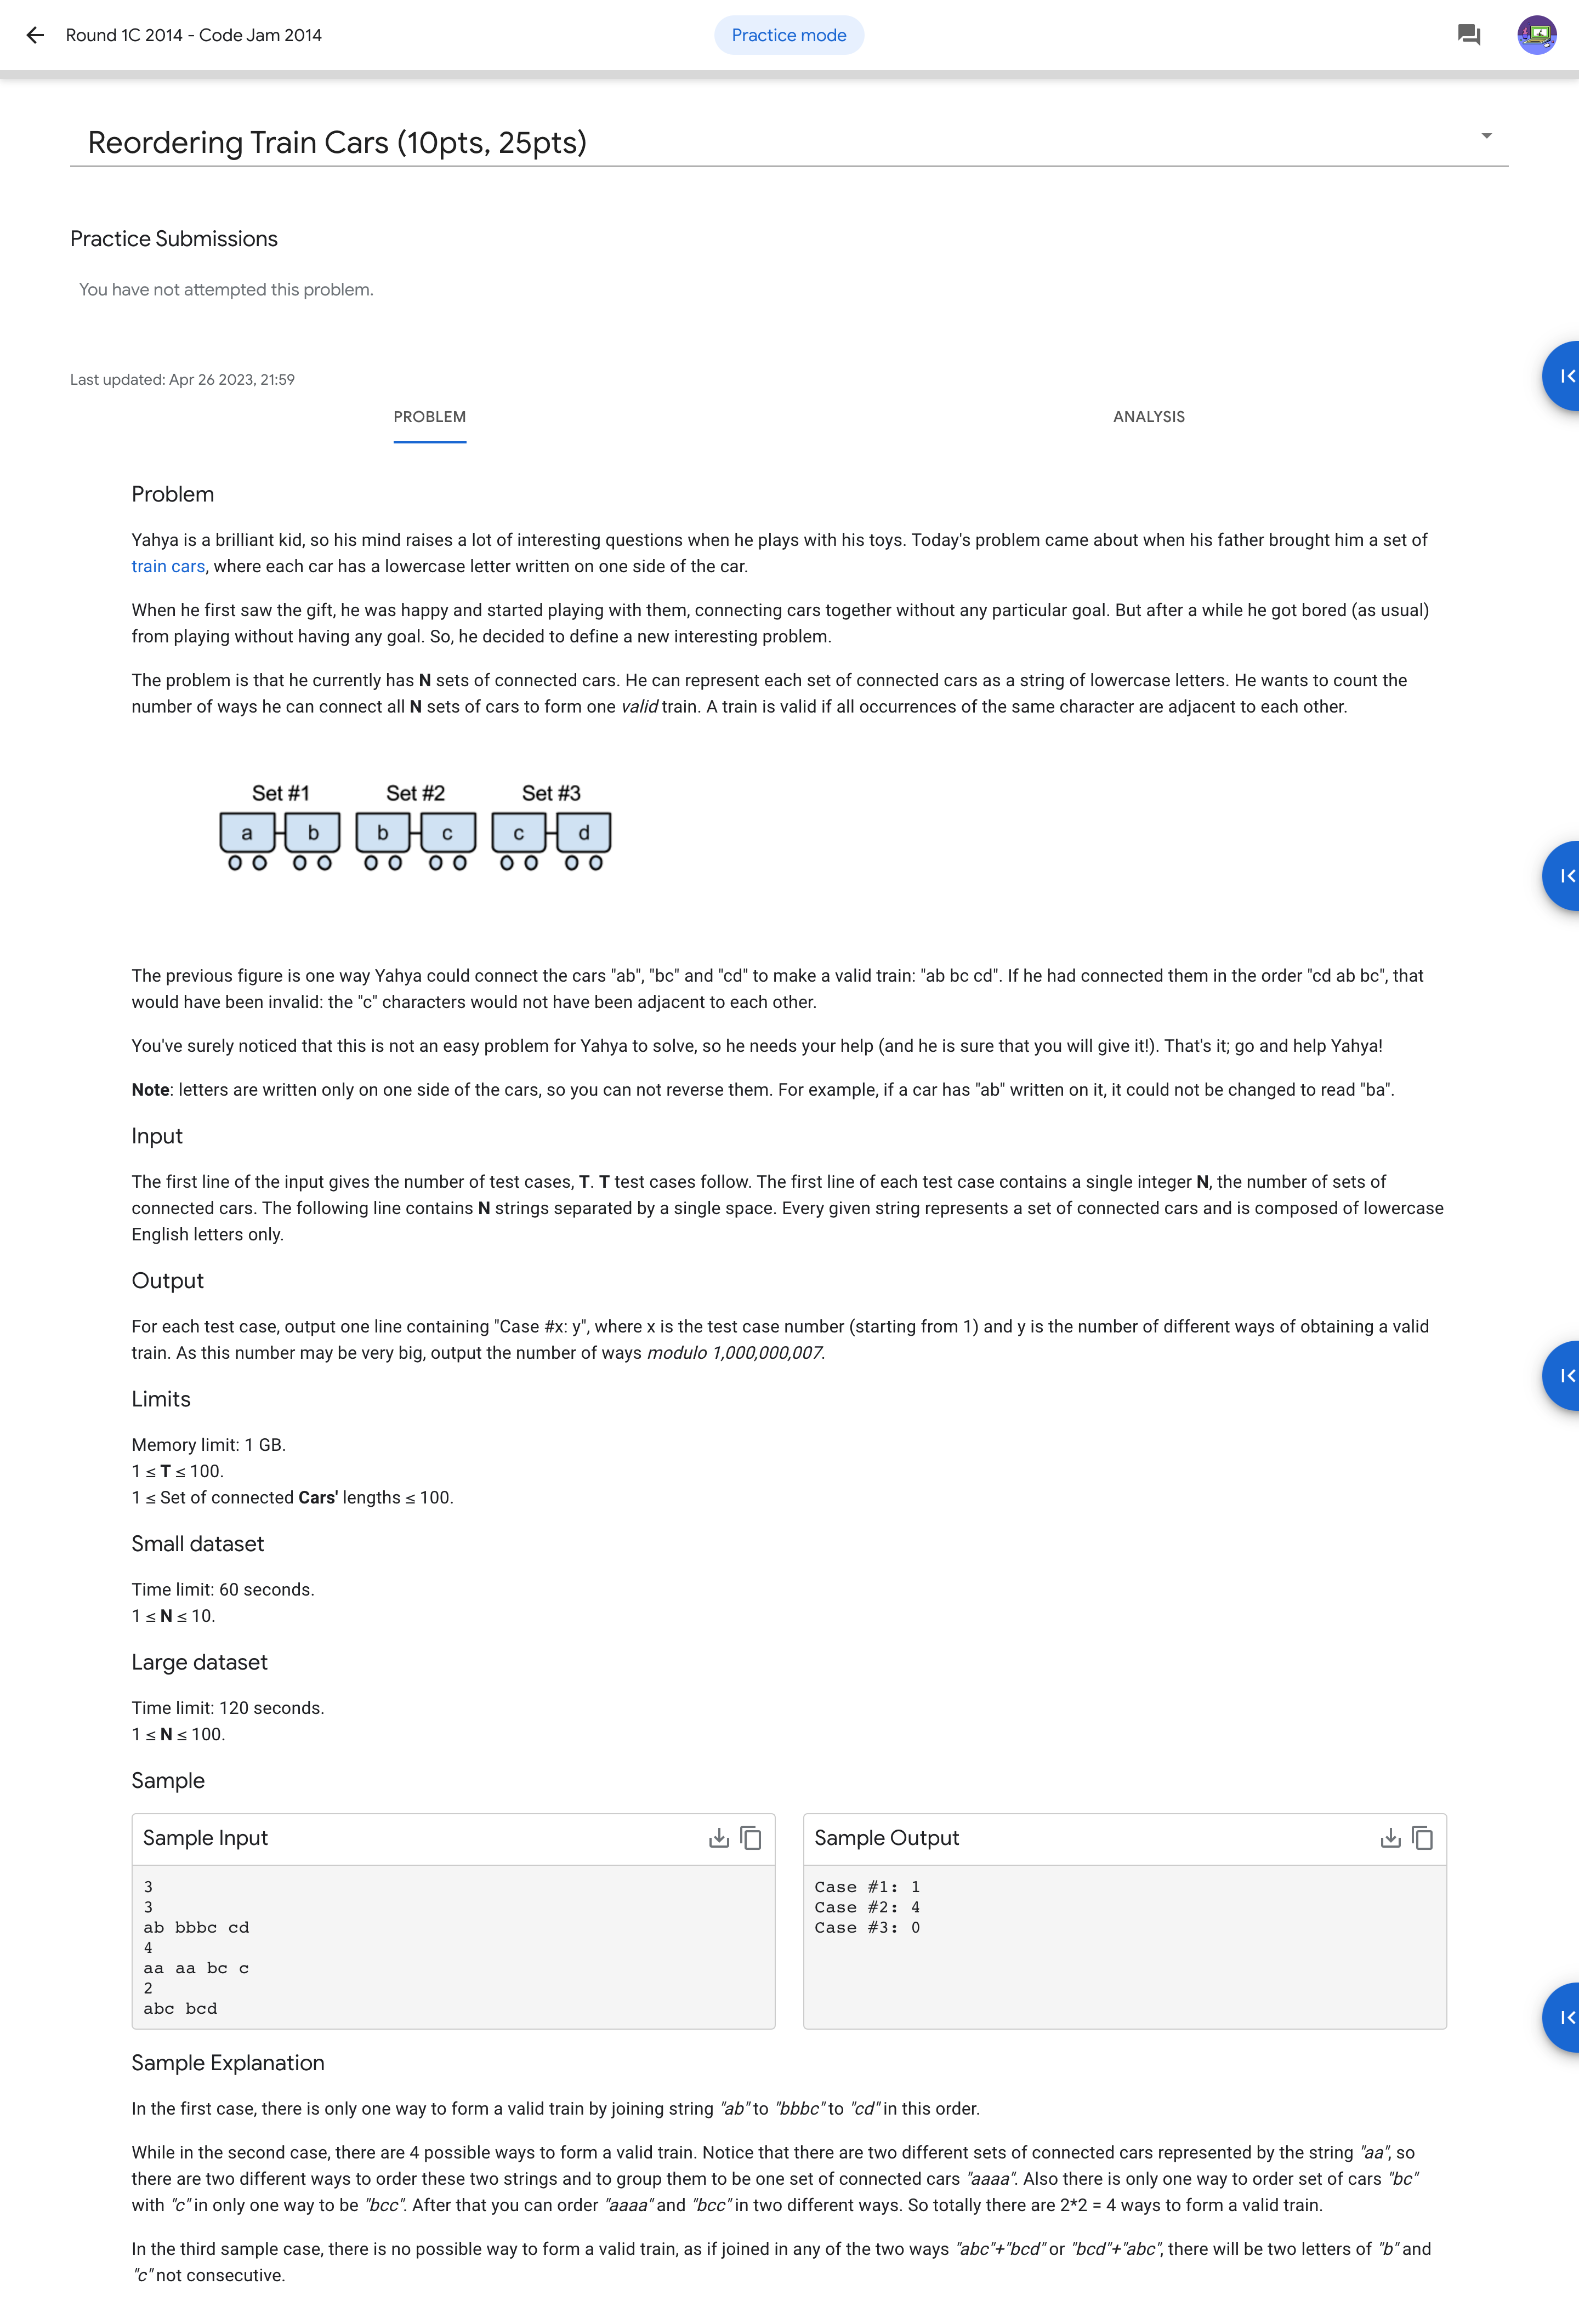 Round 1C 2014 - Code Jam 2014
Practice mode
Reordering Train Cars (10pts, 25pts)
Practice Submissions
You have not attempted this problem.
Last updated: Apr 26 2023, 21:59
PROBLEM
ANALYSIS
Problem
Yahya is a brilliant kid, so his mind raises a lot of interesting questions when he plays with his toys. Today's problem came about when his father brought him a set of
train cars, where each car has a lowercase letter written on one side of the car.
When he first saw the gift, he was happy and started playing with them, connecting cars together without any particular goal. But after a while he got bored (as usual)
from playing without having any goal. So, he decided to define a new interesting problem.
The problem is that he currently has N sets of connected cars. He can represent each set of connected cars as a string of lowercase letters. He wants to count the
number of ways he can connect all N sets of cars to form one valid train. A train is valid if all occurrences of the same character are adjacent to each other.
Set #1 Set #2 Set #3
a b b c c d
The previous figure is one way Yahya could connect the cars "ab", "bc" and "cd" to make a valid train: "ab bc cd". If he had connected them in the order "cd ab bc", that
would have been invalid: the "c" characters would not have been adjacent to each other.
You've surely noticed that this is not an easy problem for Yahya to solve, so he needs your help (and he is sure that you will give it!). That's it; go and help Yahya!
Note: letters are written only on one side of the cars, so you can not reverse them. For example, if a car has "ab" written on it, it could not be changed to read "ba".
Input
The first line of the input gives the number of test cases, T. T test cases follow. The first line of each test case contains a single integer N, the number of sets of
connected cars. The following line contains N strings separated by a single space. Every given string represents a set of connected cars and is composed of lowercase
English letters only.
Output
For each test case, output one line containing "Case #x: y", where x is the test case number (starting from 1) and y is the number of different ways of obtaining a valid
train. As this number may be very big, output the number of ways modulo 1,000,000,007.
Limits
Memory limit: 1 GB.
1 ≤ T ≤ 100.
1 ≤ Set of connected Cars' lengths ≤ 100.
Small dataset
Time limit: 60 seconds.
1 ≤ N ≤ 10.
Large dataset
Time limit: 120 seconds.
1 ≤ N ≤ 100.
Sample
Sample Input
3
3
ab bbbc cd
4
aa aa bc c
2
abc bcd
Sample Output
Case #1: 1
Case #2: 4
Case #3: 0
Sample Explanation
In the first case, there is only one way to form a valid train by joining string "ab" to "bbbc" to "cd" in this order.
While in the second case, there are 4 possible ways to form a valid train. Notice that there are two different sets of connected cars represented by the string "aa", so
there are two different ways to order these two strings and to group them to be one set of connected cars "aaaa". Also there is only one way to order set of cars "bc"
with "c" in only one way to be "bcc". After that you can order "aaaa" and "bcc" in two different ways. So totally there are 2*2 = 4 ways to form a valid train.
In the third sample case, there is no possible way to form a valid train, as if joined in any of the two ways "abc"+"bcd" or "bcd"+"abc", there will be two letters of "b" and
"c" not consecutive.